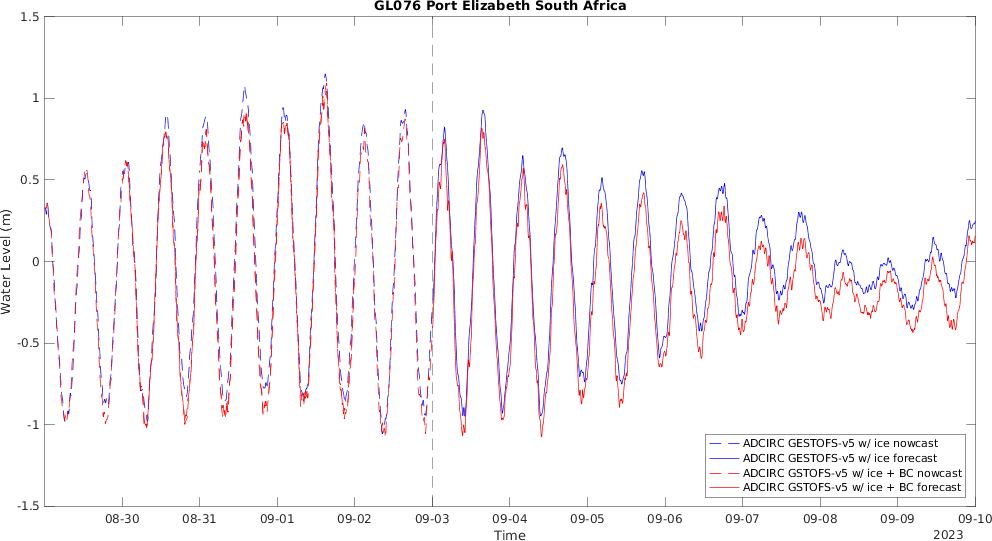 GL076 Port Elizabeth South Africa
1.5
1
0.5
0
-0.5
-1
-1.5
Water Level (m)
08-30 08-31 09-01 09-02 09-03 09-04 09-05 09-06 09-07 09-08 09-09 09-10
Time
2023
ADCIRC GESTOFS-v5 w/ ice nowcast
ADCIRC GESTOFS-v5 w/ ice forecast
ADCIRC GSTOFS-v5 w/ ice + BC nowcast
ADCIRC GSTOFS-v5 w/ ice + BC forecast